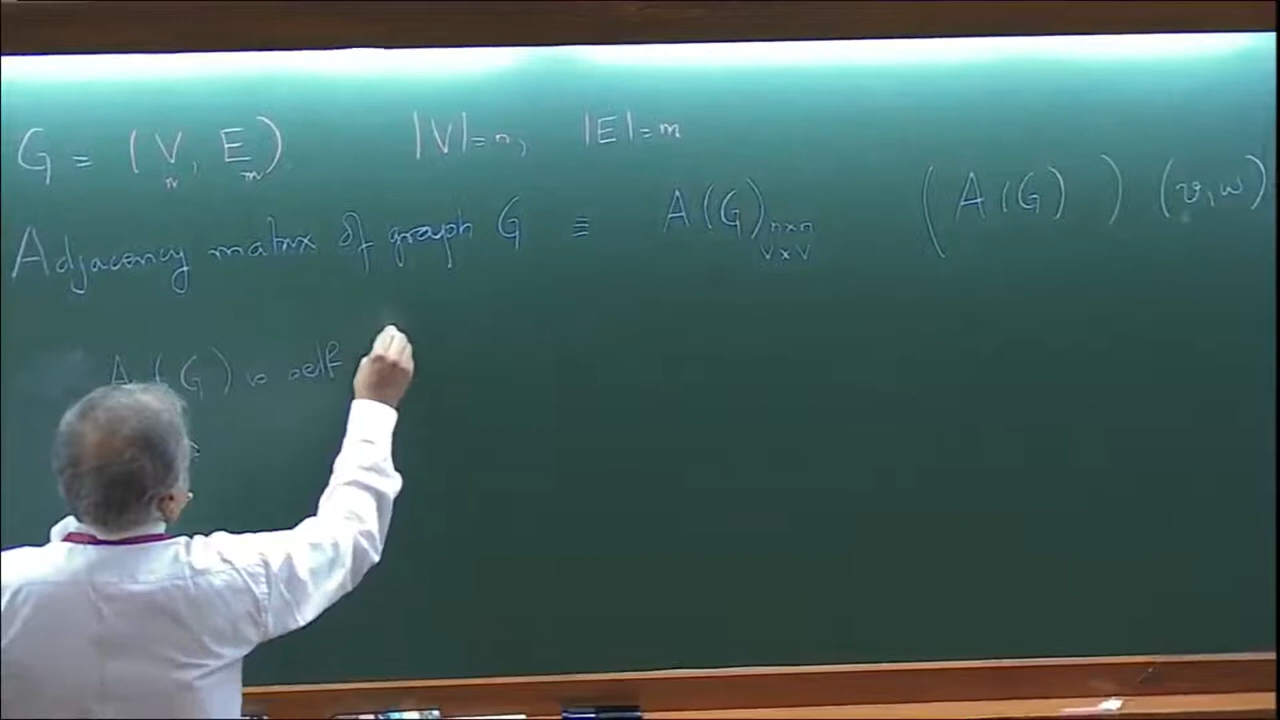 G = (V, E) |V|=n, |E|=m
n m
Adjacency matrix of graph G ≡ A(G) n×n (A(G)) (v,w)
V×V
A(G) is self